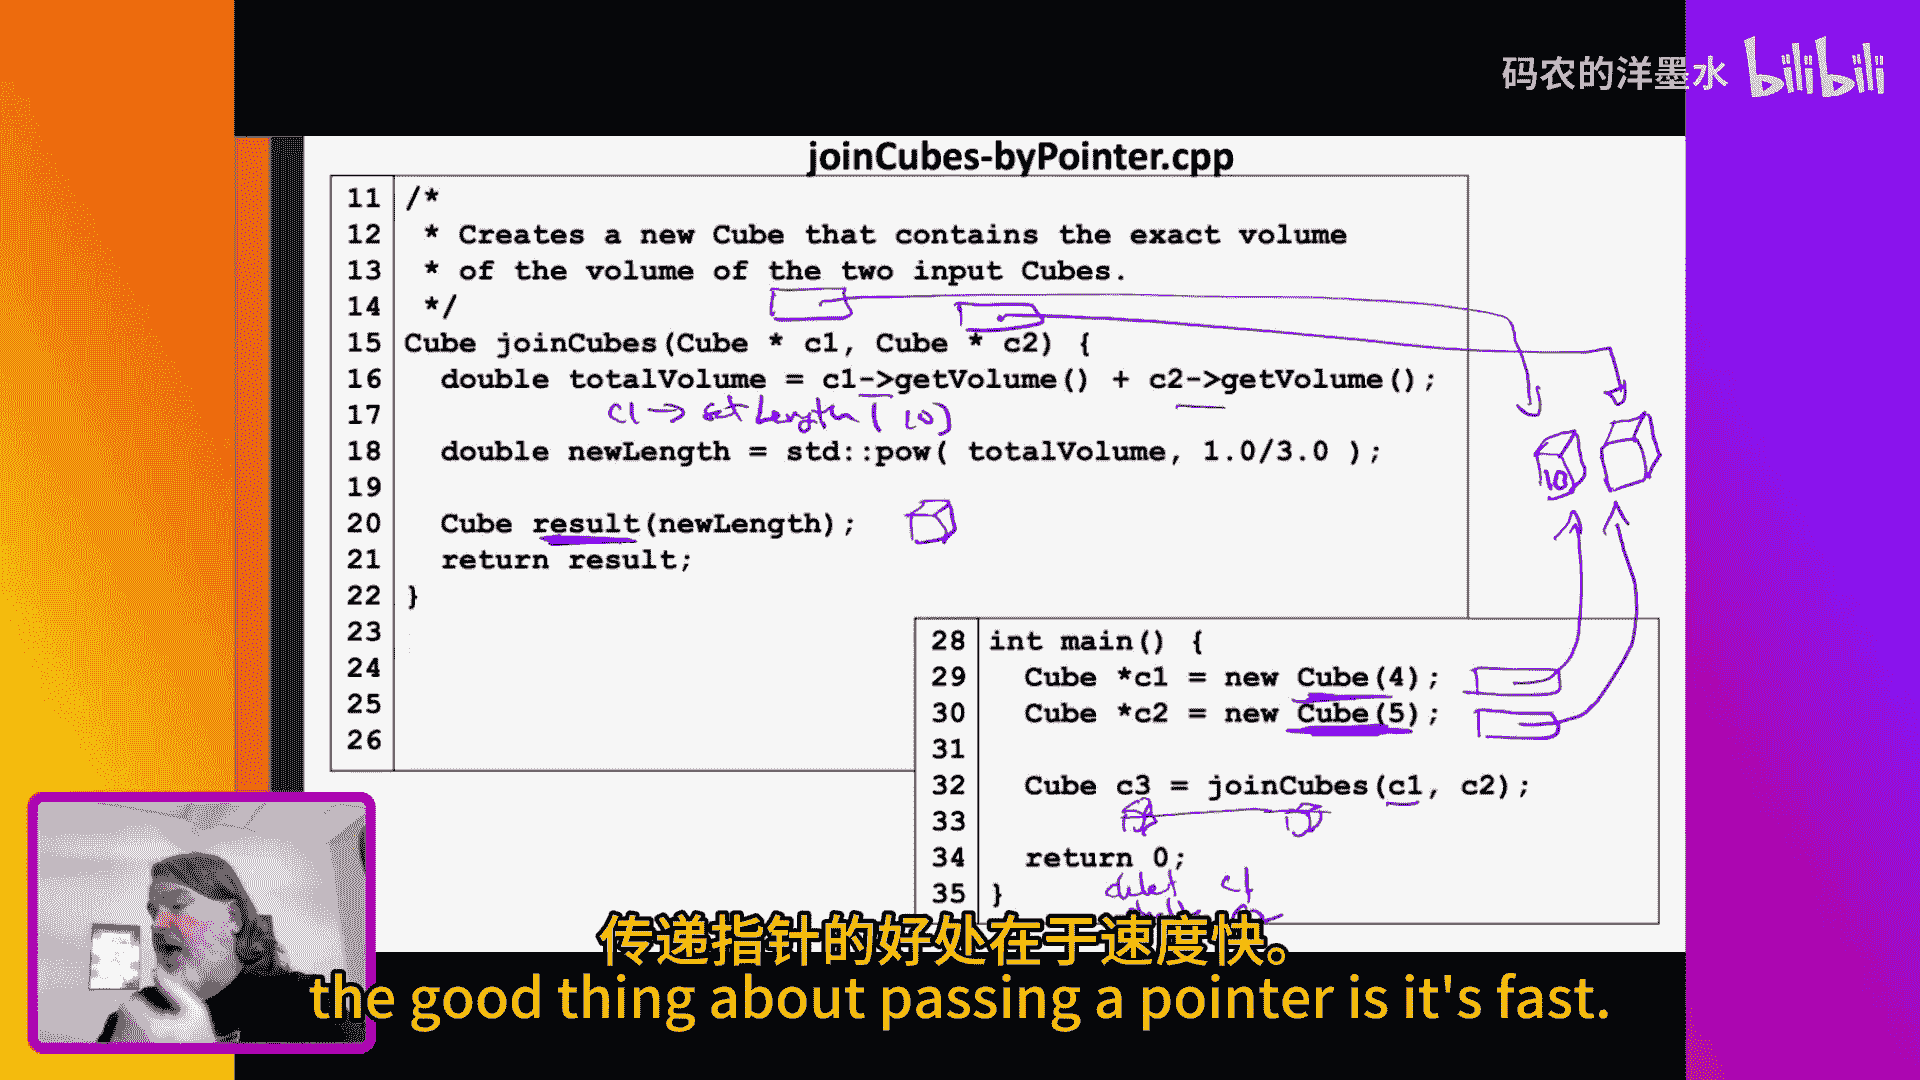 码农的洋墨水 bilibili
joinCubes-byPointer.cpp
11 /*
12 * Creates a new Cube that contains the exact volume
13 * of the volume of the two input Cubes.
14 */
15 Cube joinCubes(Cube * c1, Cube * c2) {
16 double totalVolume = c1->getVolume() + c2->getVolume();
17 c1 -> setLength(10)
18 double newLength = std::pow( totalVolume, 1.0/3.0 );
10
19
20 Cube result(newLength);
21 return result;
22 }
23
24
25
26
28 int main() {
29 Cube *c1 = new Cube(4);
30 Cube *c2 = new Cube(5);
31
32 Cube c3 = joinCubes(c1, c2);
33
34 return 0;
35 }
c1
传递指针的好处在于速度快。
the good thing about passing a pointer is it's fast.